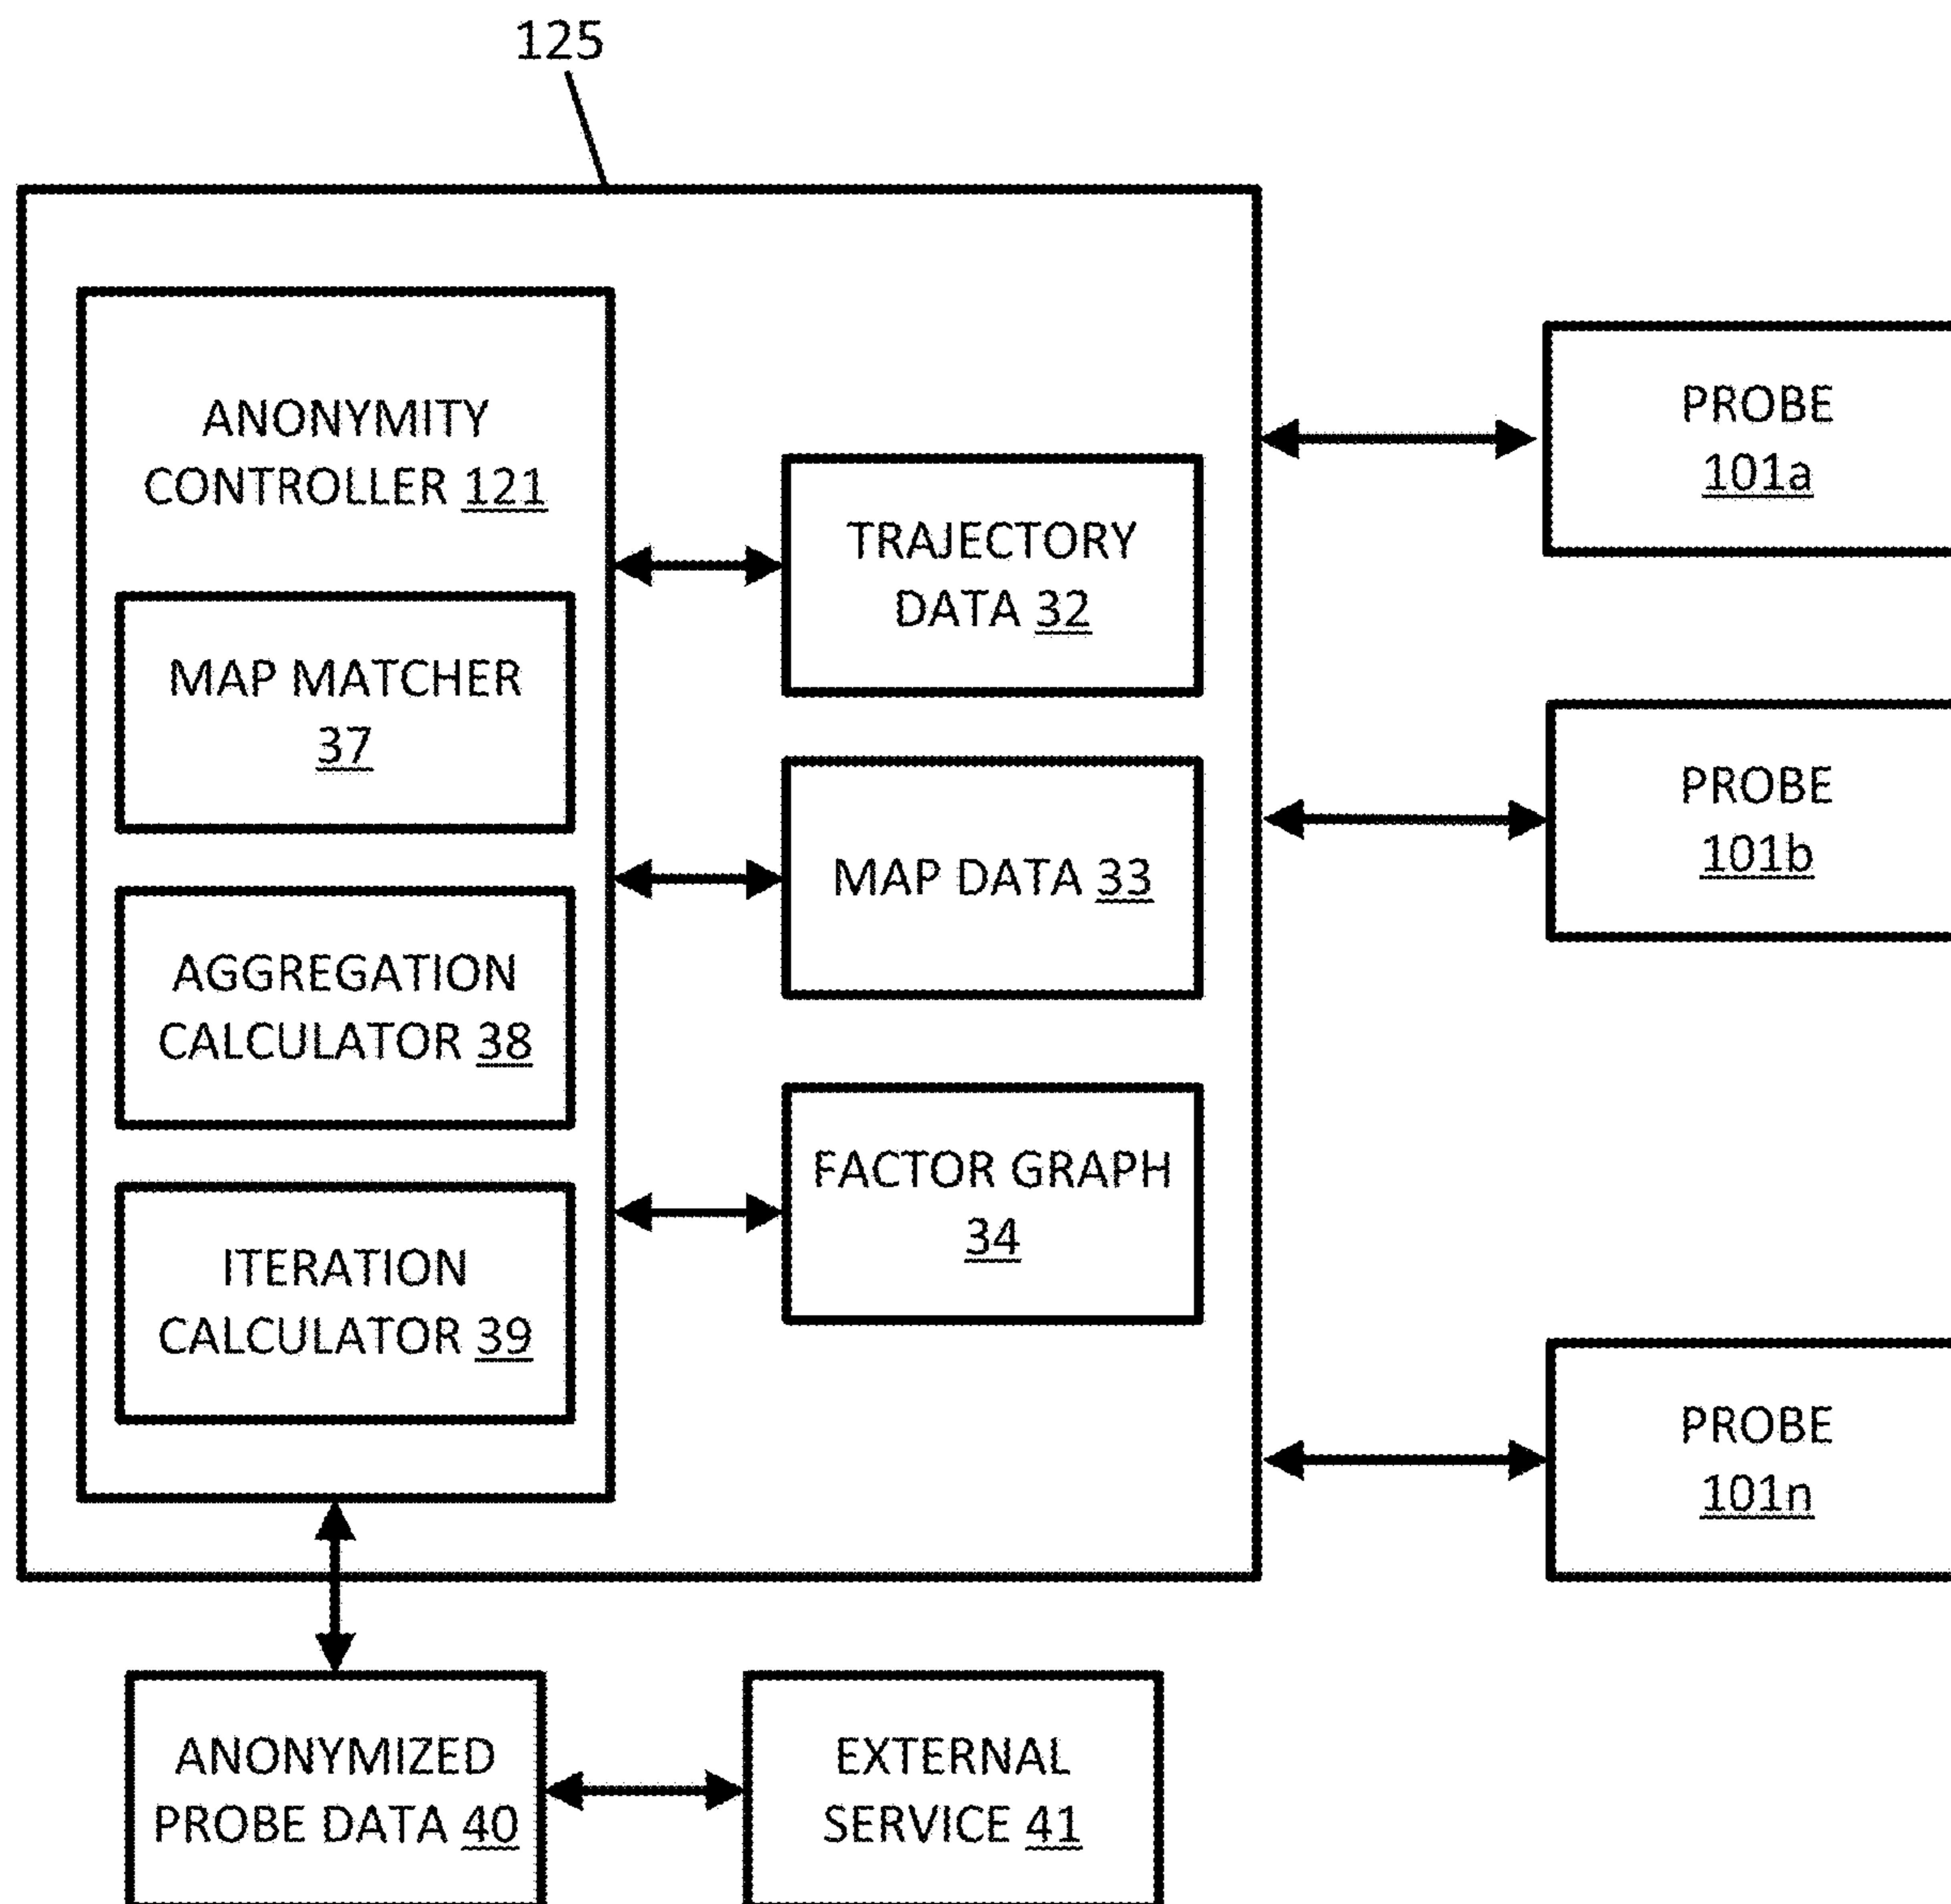 125
ANONYMITY
CONTROLLER 121
MAP MATCHER
37
AGGREGATION
CALCULATOR 38
ITERATION
CALCULATOR 39
TRAJECTORY
DATA 32
MAP DATA 33
FACTOR GRAPH
34
PROBE
101a
PROBE
101b
PROBE
101n
ANONYMIZED
PROBE DATA 40
EXTERNAL
SERVICE 41